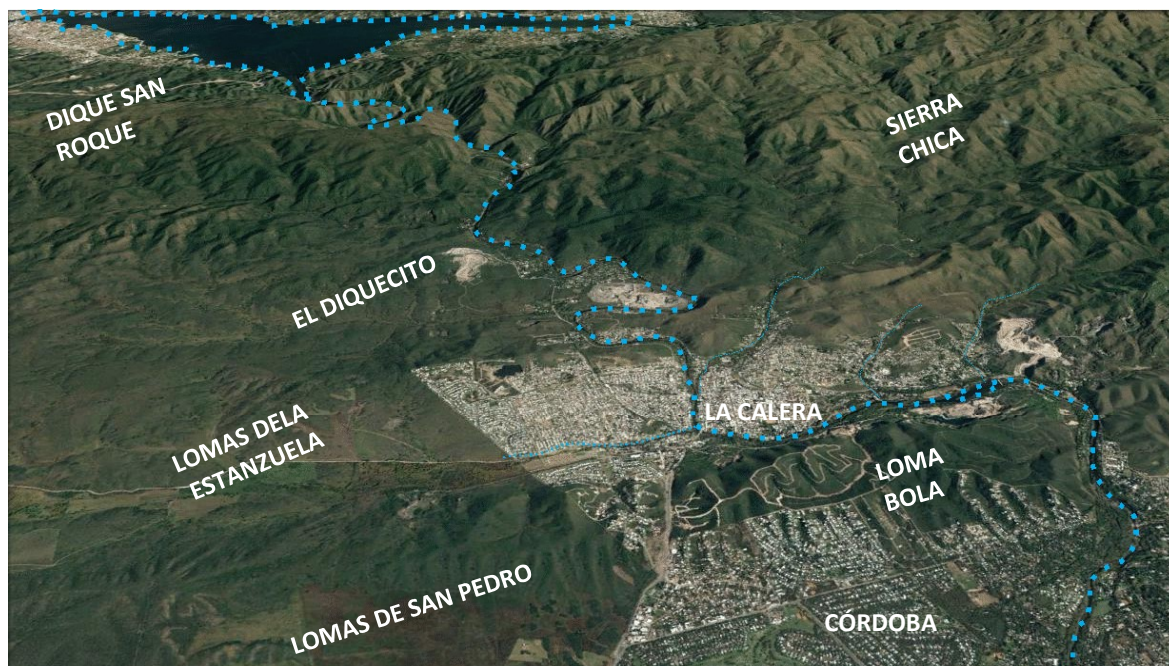 DIQUE SAN
ROQUE
SIERRA
CHICA
EL DIQUECITO
LA CALERA
LOMAS DELA
ESTANZUELA
LOMA
BOLA
LOMAS DE SAN PEDRO
CÓRDOBA